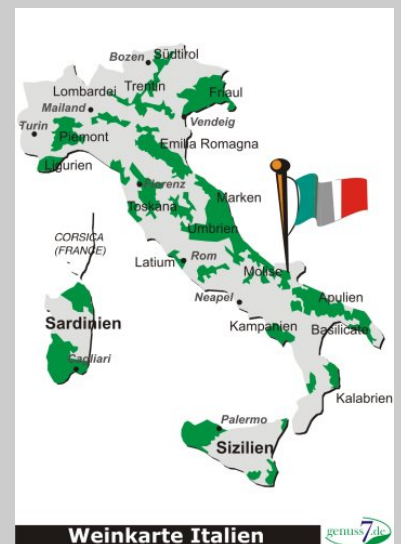 Bozen
Südtirol
Lombardei
Trentin
Friaul
Mailand
Vendeig
Turin
Piemont
Emilia Romagna
Ligurien
Florenz
Toskana
Marken
Umbrien
CORSICA
(FRANCE)
Latium
Rom
Molise
Neapel
Apulien
Sardinien
Kampanien
Basilicate
Cagliari
Kalabrien
Palermo
Sizilien
Weinkarte Italien
genuss7.de